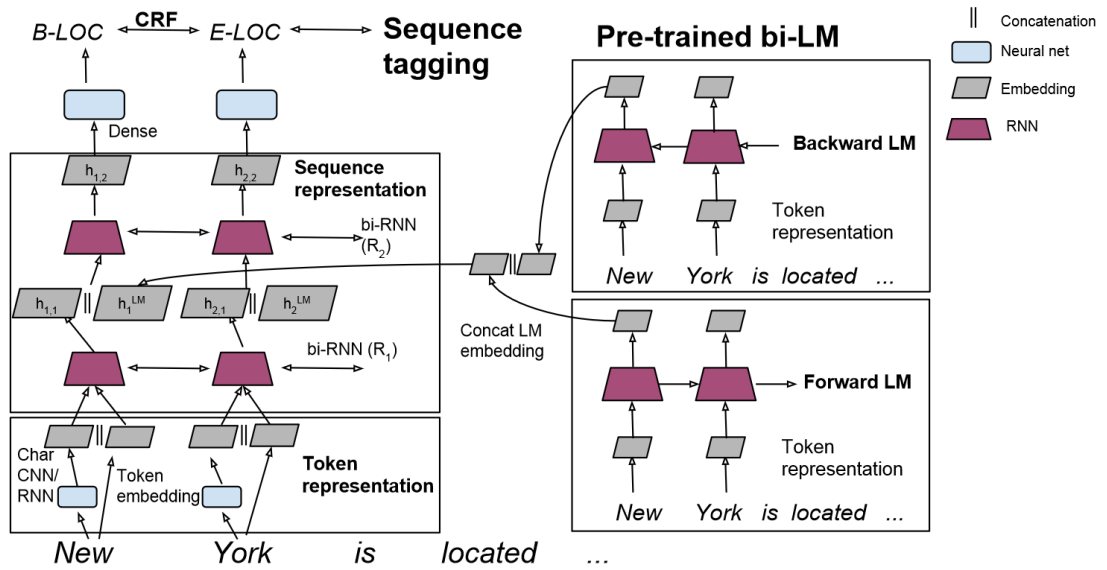 B-LOC
CRF
E-LOC
Sequence
tagging
Dense
h1,2
h2,2
Sequence
representation
bi-RNN
(R2)
h1,1
||
h1LM
h2,1
||
h2LM
bi-RNN (R1)
||
||
Char
CNN/
RNN
Token
embedding
Token
representation
New York is located ...
||
Concat LM
embedding
Pre-trained bi-LM
Backward LM
Token
representation
New York is located ...
Forward LM
Token
representation
New York is located ...
|| Concatenation
Neural net
Embedding
RNN